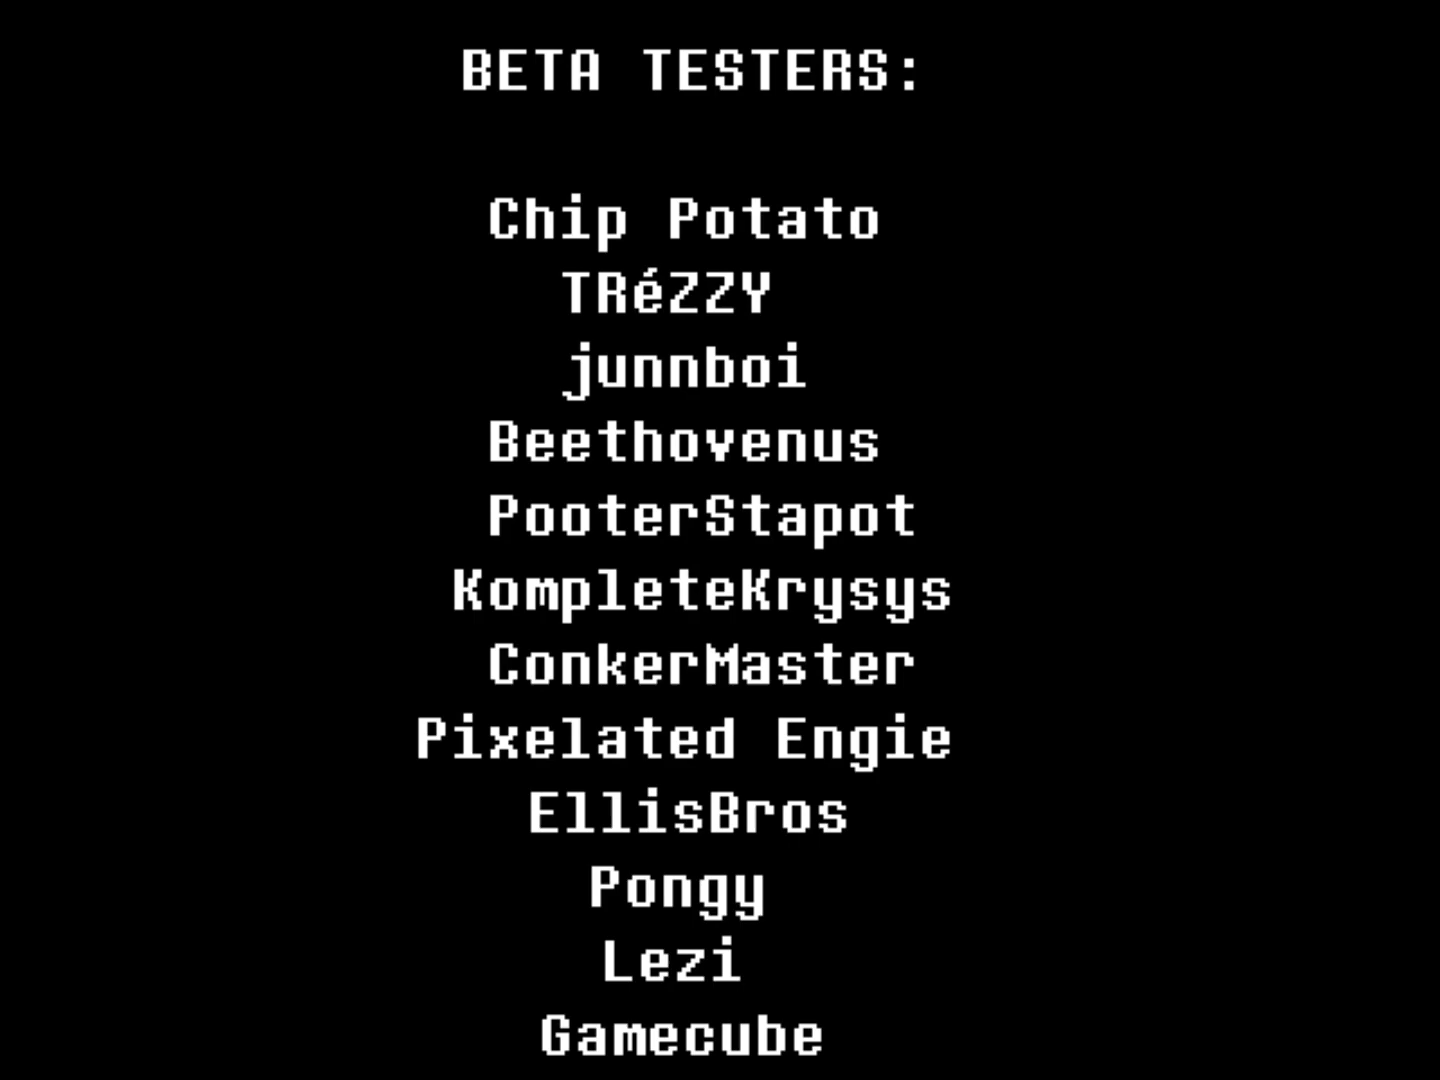 BETA TESTERS:
Chip Potato
TRéZZY
junnboi
Beethovenus
PooterStapot
KompleteKrysys
ConkerMaster
Pixelated Engie
EllisBros
Pongy
Lezi
Gamecube